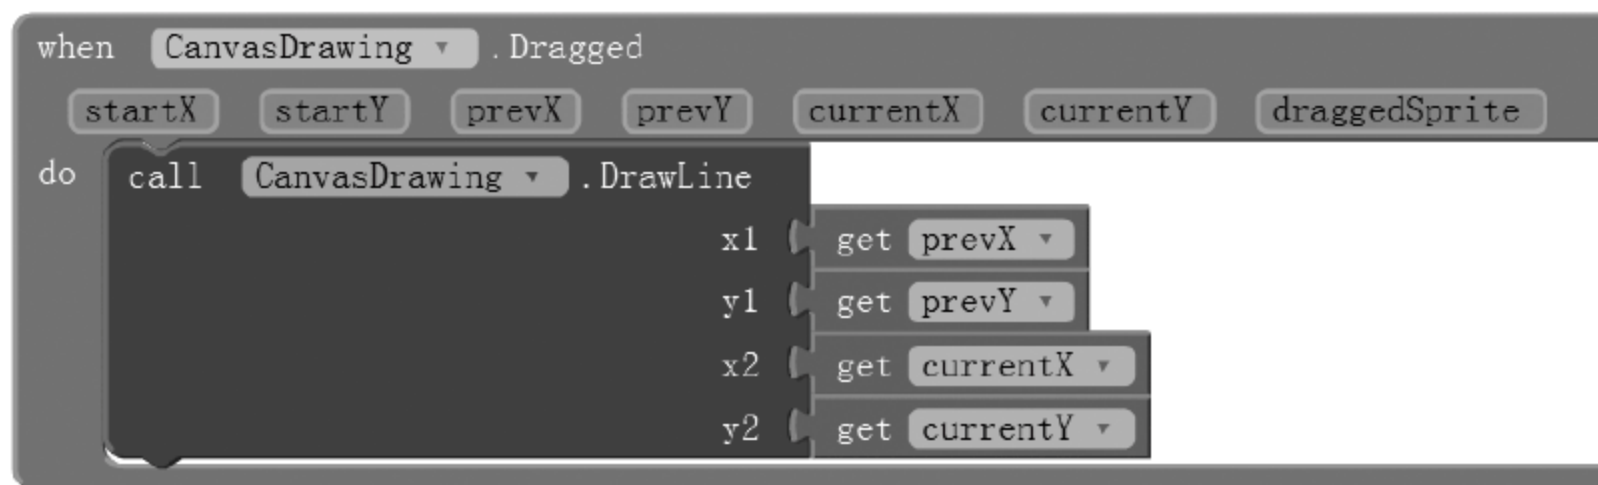 when CanvasDrawing .Dragged
startX startY prevX prevY currentX currentY draggedSprite
do call CanvasDrawing .DrawLine
x1 get prevX
y1 get prevY
x2 get currentX
y2 get currentY